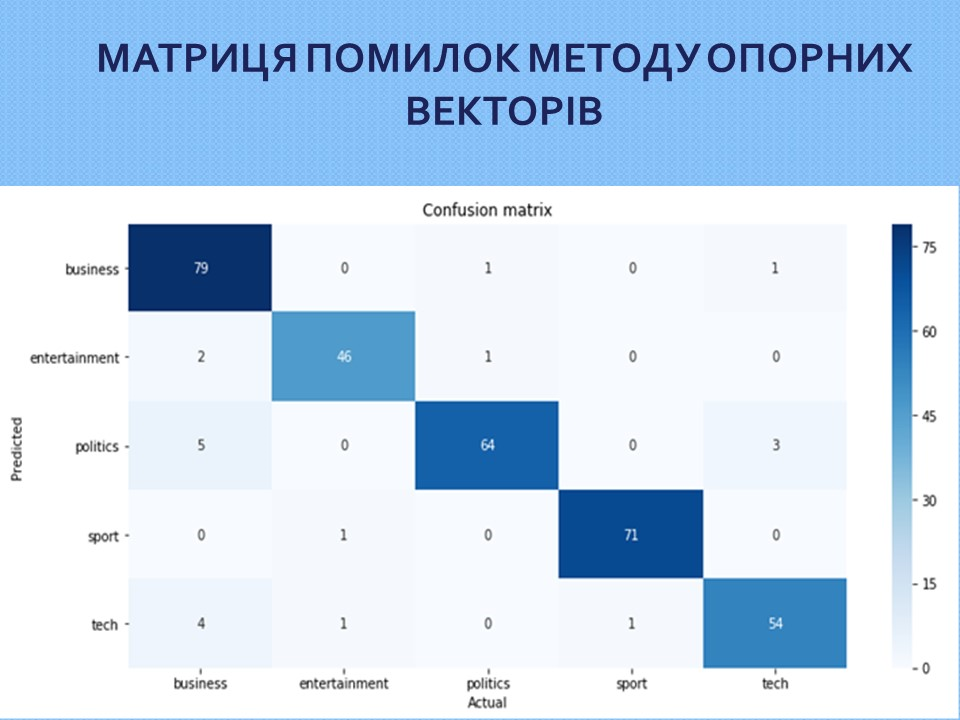 МАТРИЦЯ ПОМИЛОК МЕТОДУ ОПОРНИХ
ВЕКТОРІВ
Confusion matrix
business 79 0 1 0 1
entertainment 2 46 1 0 0
politics 5 0 64 0 3
sport 0 1 0 71 0
tech 4 1 0 1 54
Predicted
business entertainment politics sport tech
Actual
75
60
45
30
15
0